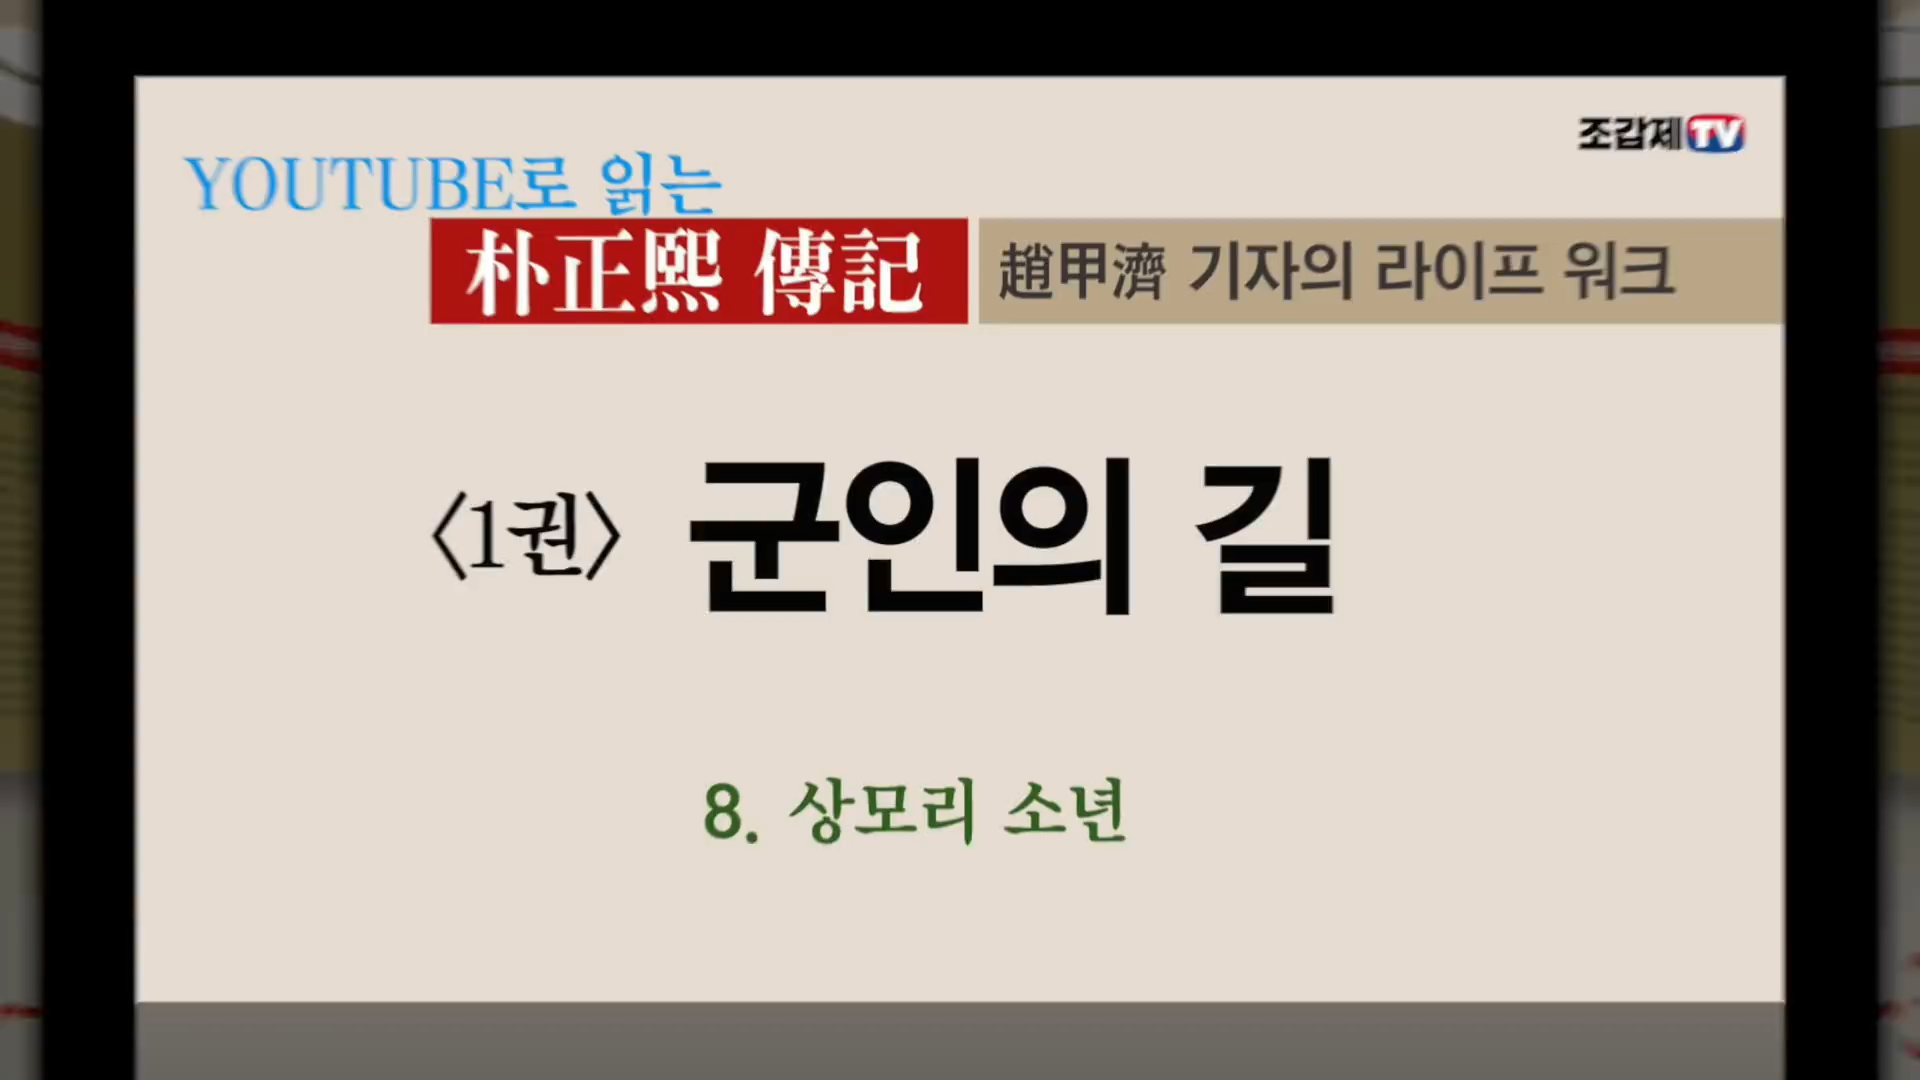 조갑제TV
YOUTUBE로 읽는
朴正熙 傳記 趙甲濟 기자의 라이프 워크
〈1권〉 군인의 길
8. 상모리 소년